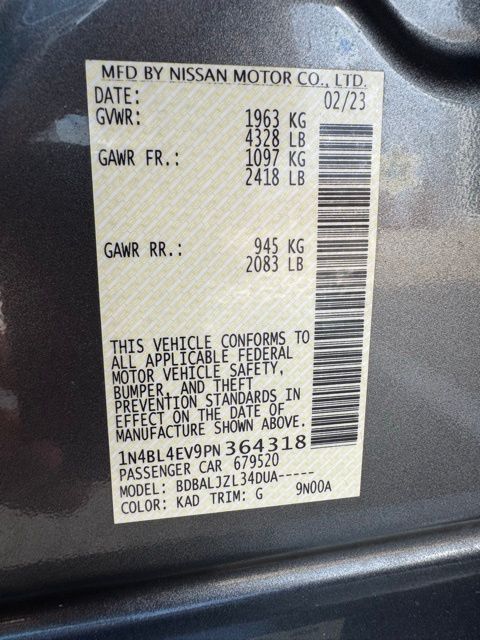 MFD BY NISSAN MOTOR CO., LTD.
DATE: 02/23
GVWR: 1963 KG
4328 LB
GAWR FR.: 1097 KG
2418 LB
GAWR RR.: 945 KG
2083 LB
THIS VEHICLE CONFORMS TO
ALL APPLICABLE FEDERAL
MOTOR VEHICLE SAFETY,
BUMPER, AND THEFT
PREVENTION STANDARDS IN
EFFECT ON THE DATE OF
MANUFACTURE SHOWN ABOVE.
1N4BL4EV9PN364318
PASSENGER CAR 679520
MODEL: BDBALJZL34DUA-----
COLOR: KAD TRIM: G 9N00A